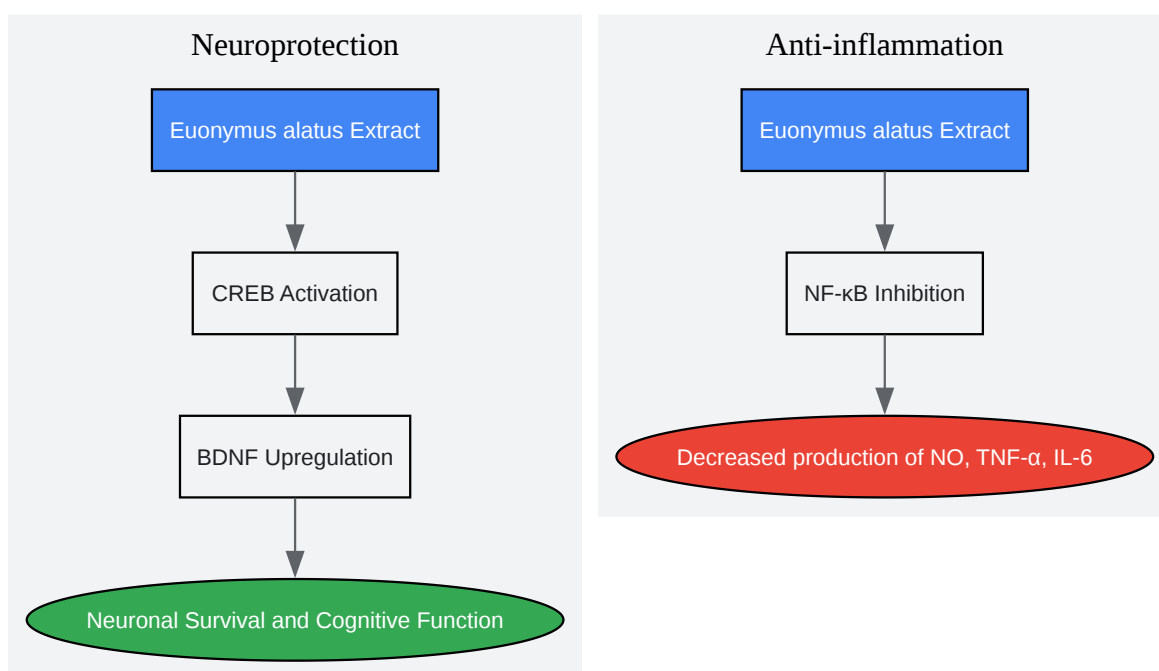 Neuroprotection
Euonymus alatus Extract
CREB Activation
BDNF Upregulation
Neuronal Survival and Cognitive Function
Anti-inflammation
Euonymus alatus Extract
NF-κB Inhibition
Decreased production of NO, TNF-α, IL-6